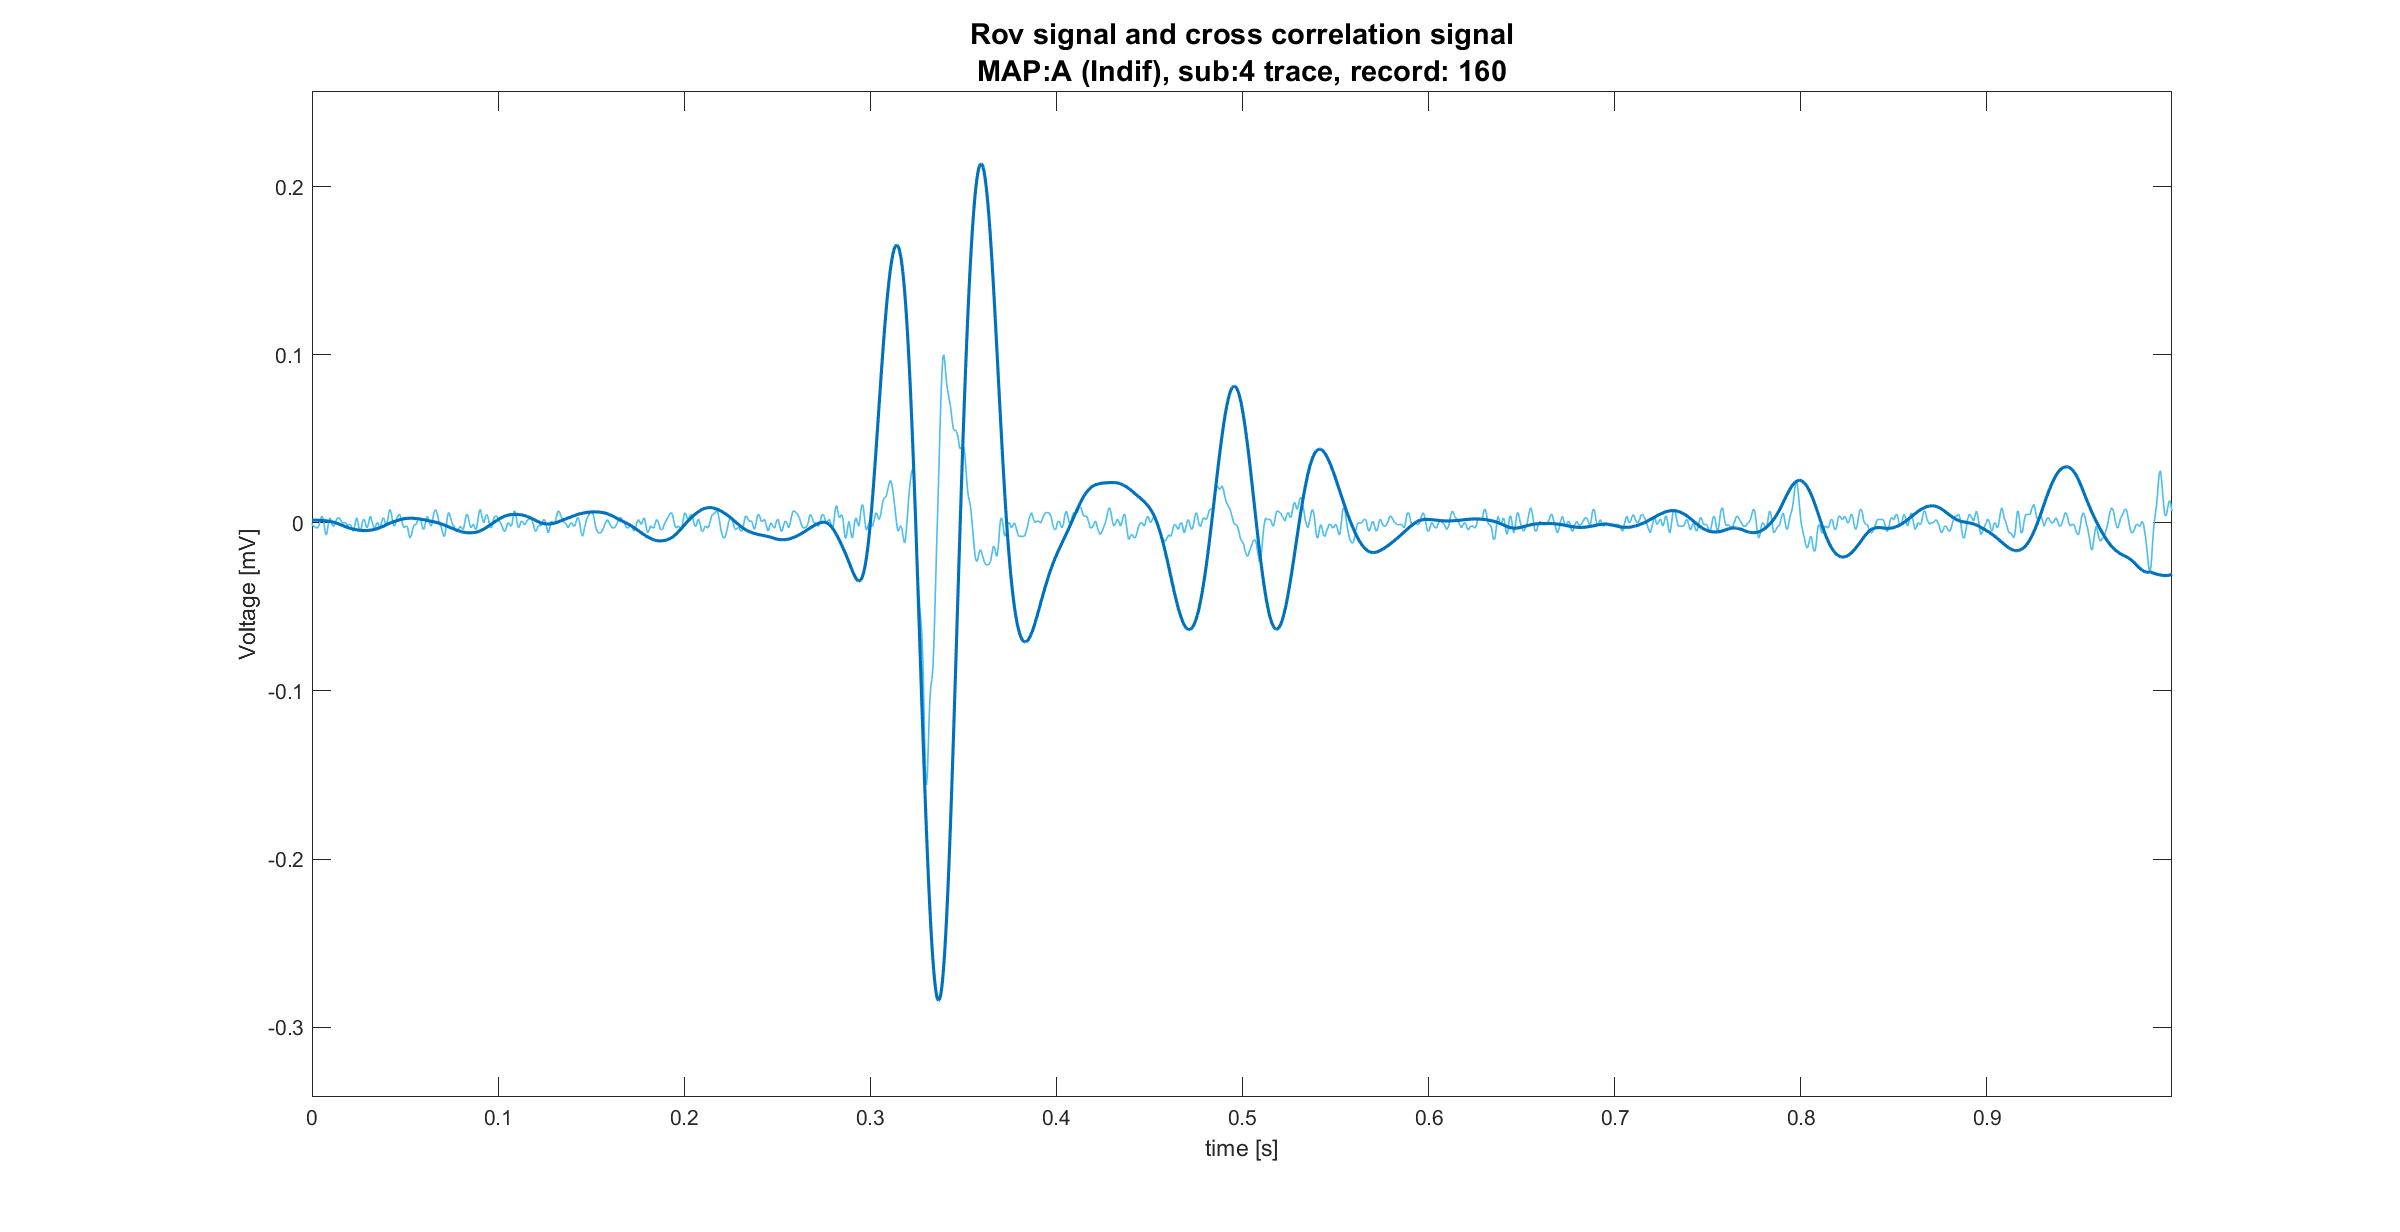 Rov signal and cross correlation signal
MAP:A (Indif), sub:4 trace, record: 160
0.2
0.1
0
-0.1
-0.2
-0.3
Voltage [mV]
0 0.1 0.2 0.3 0.4 0.5 0.6 0.7 0.8 0.9
time [s]